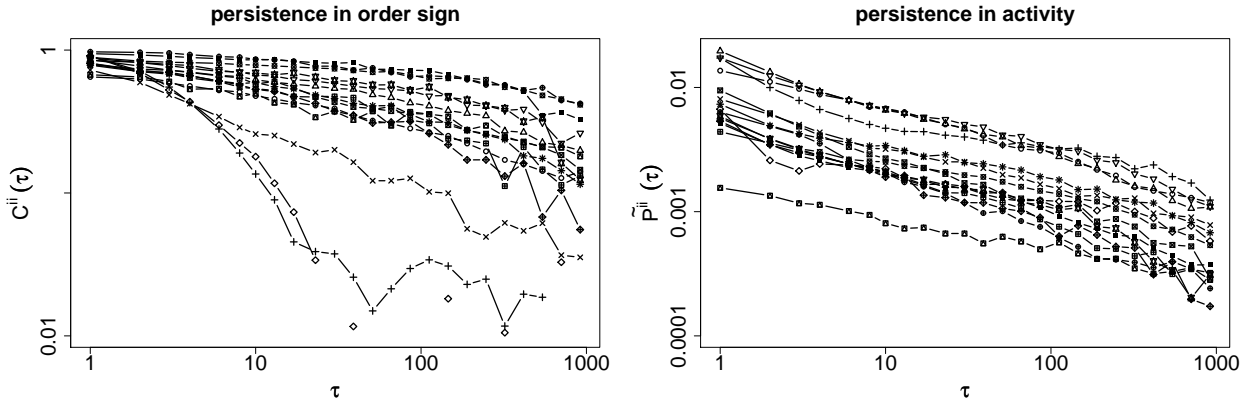 persistence in order sign
1
0.01
C^{ii}(τ)
1
10
100
1000
τ
persistence in activity
0.01
0.001
0.0001
P̃^{ii}(τ)
1
10
100
1000
τ